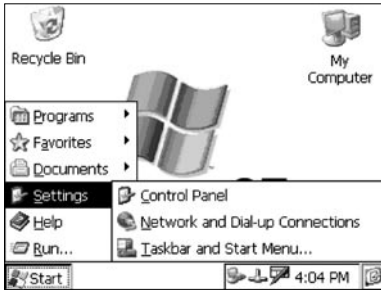 Recycle Bin
My
Computer
Programs
Favorites
Documents
Settings
Control Panel
Help
Network and Dial-up Connections
Run...
Taskbar and Start Menu...
Start
4:04 PM